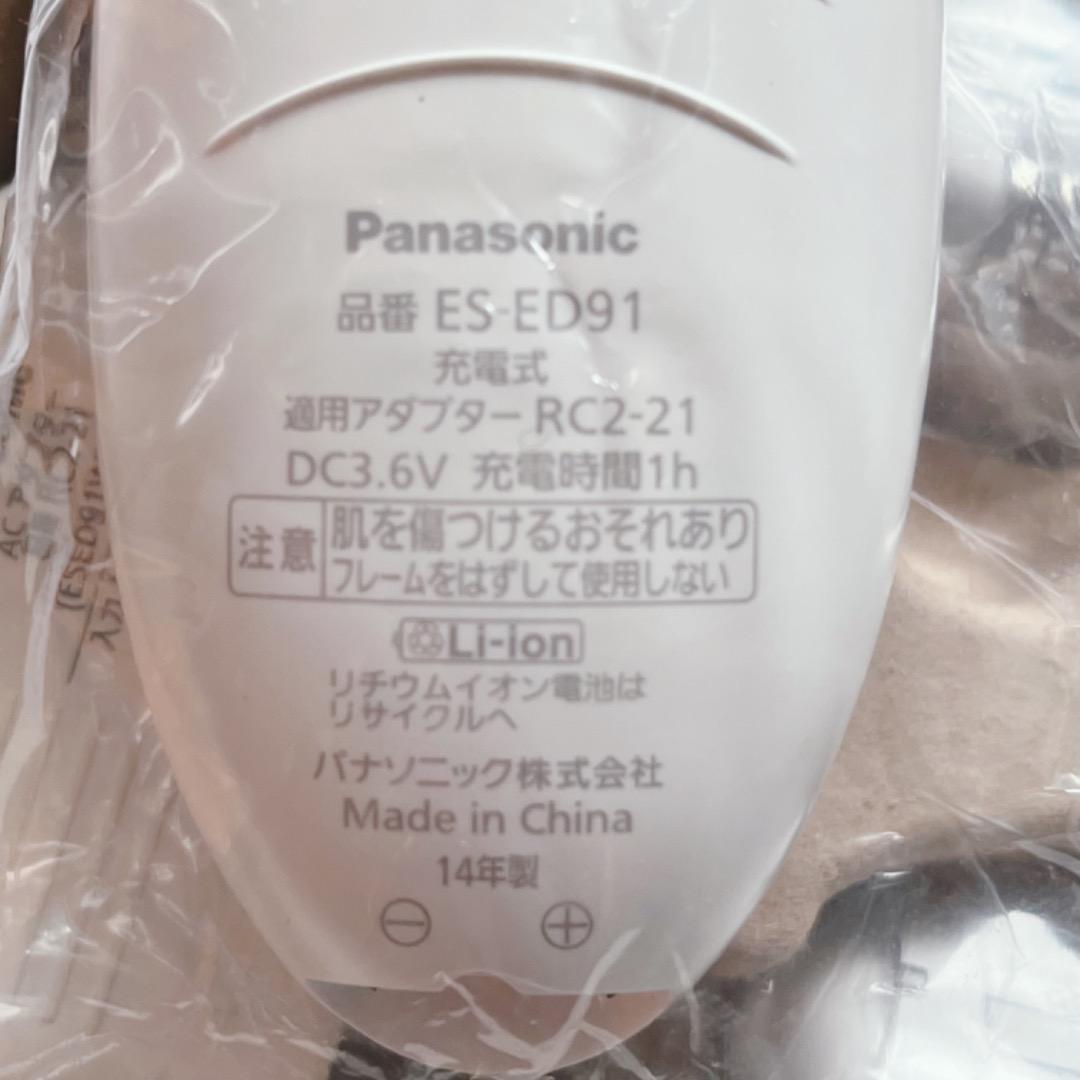 Panasonic
品番 ES-ED91
充電式
適用アダプター RC2-21
DC3.6V 充電時間1h
注意 肌を傷つけるおそれあり
フレームをはずして使用しない
Li-ion
リチウムイオン電池は
リサイクルへ
パナソニック株式会社
Made in China
14年製
⊖ ⊕